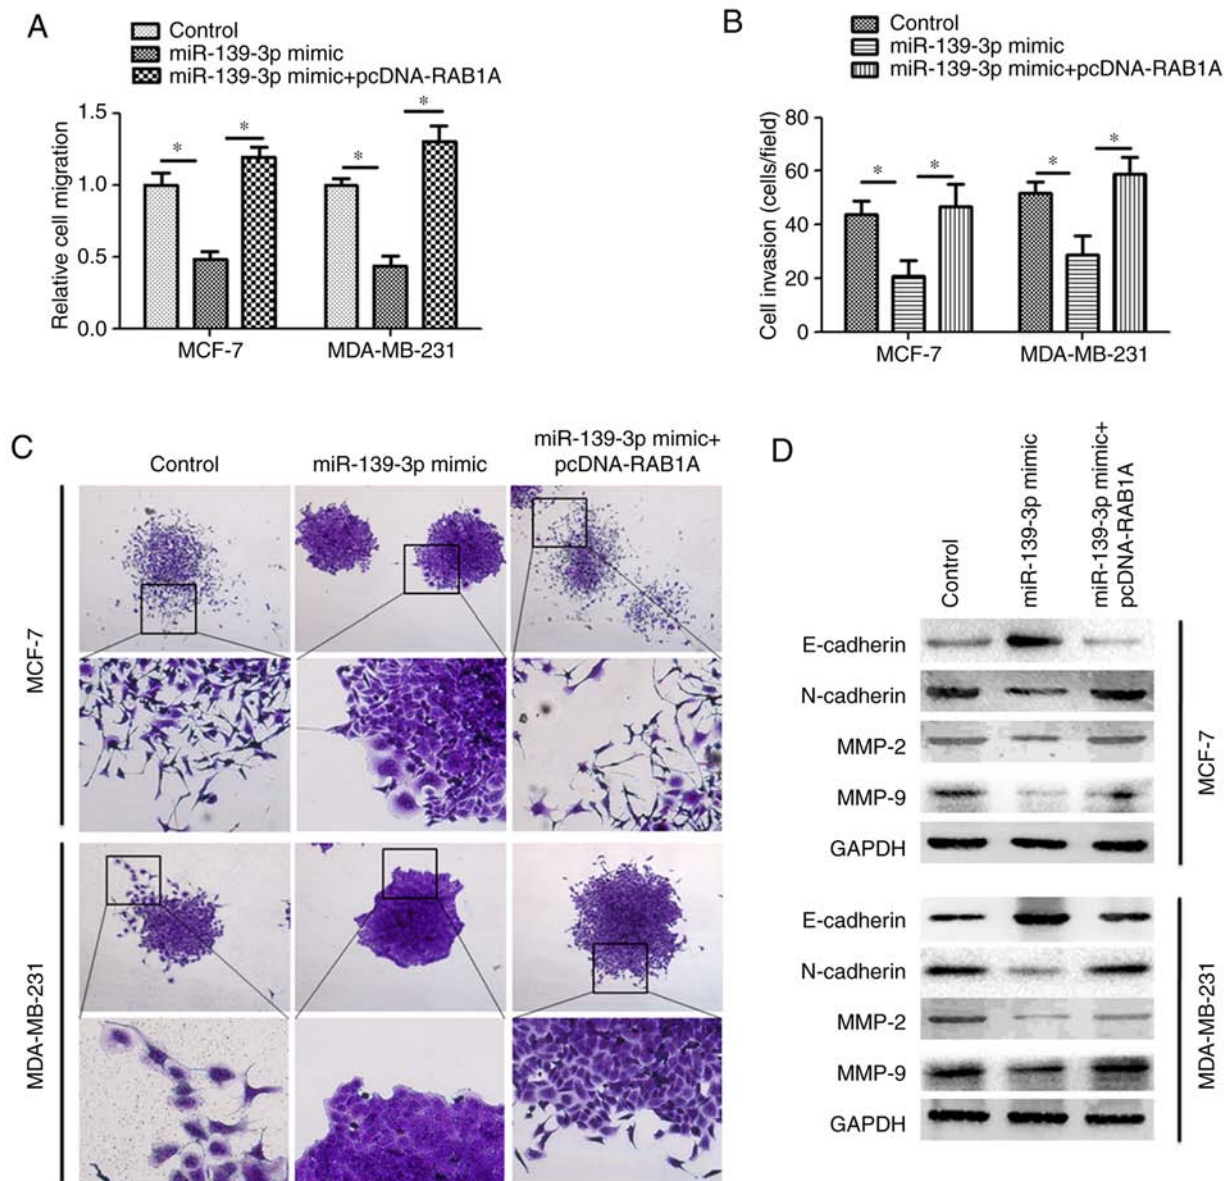 A
Control
miR-139-3p mimic
miR-139-3p mimic+pcDNA-RAB1A
Relative cell migration
1.5
1.0
0.5
0.0
*
*
*
*
MCF-7
MDA-MB-231
B
Control
miR-139-3p mimic
miR-139-3p mimic+pcDNA-RAB1A
Cell invasion (cells/field)
80
60
40
20
0
*
*
*
*
MCF-7
MDA-MB-231
C
Control
miR-139-3p mimic
miR-139-3p mimic+
pcDNA-RAB1A
MCF-7
MDA-MB-231
D
Control
miR-139-3p mimic
miR-139-3p mimic+
pcDNA-RAB1A
E-cadherin
N-cadherin
MMP-2
MMP-9
GAPDH
MCF-7
E-cadherin
N-cadherin
MMP-2
MMP-9
GAPDH
MDA-MB-231